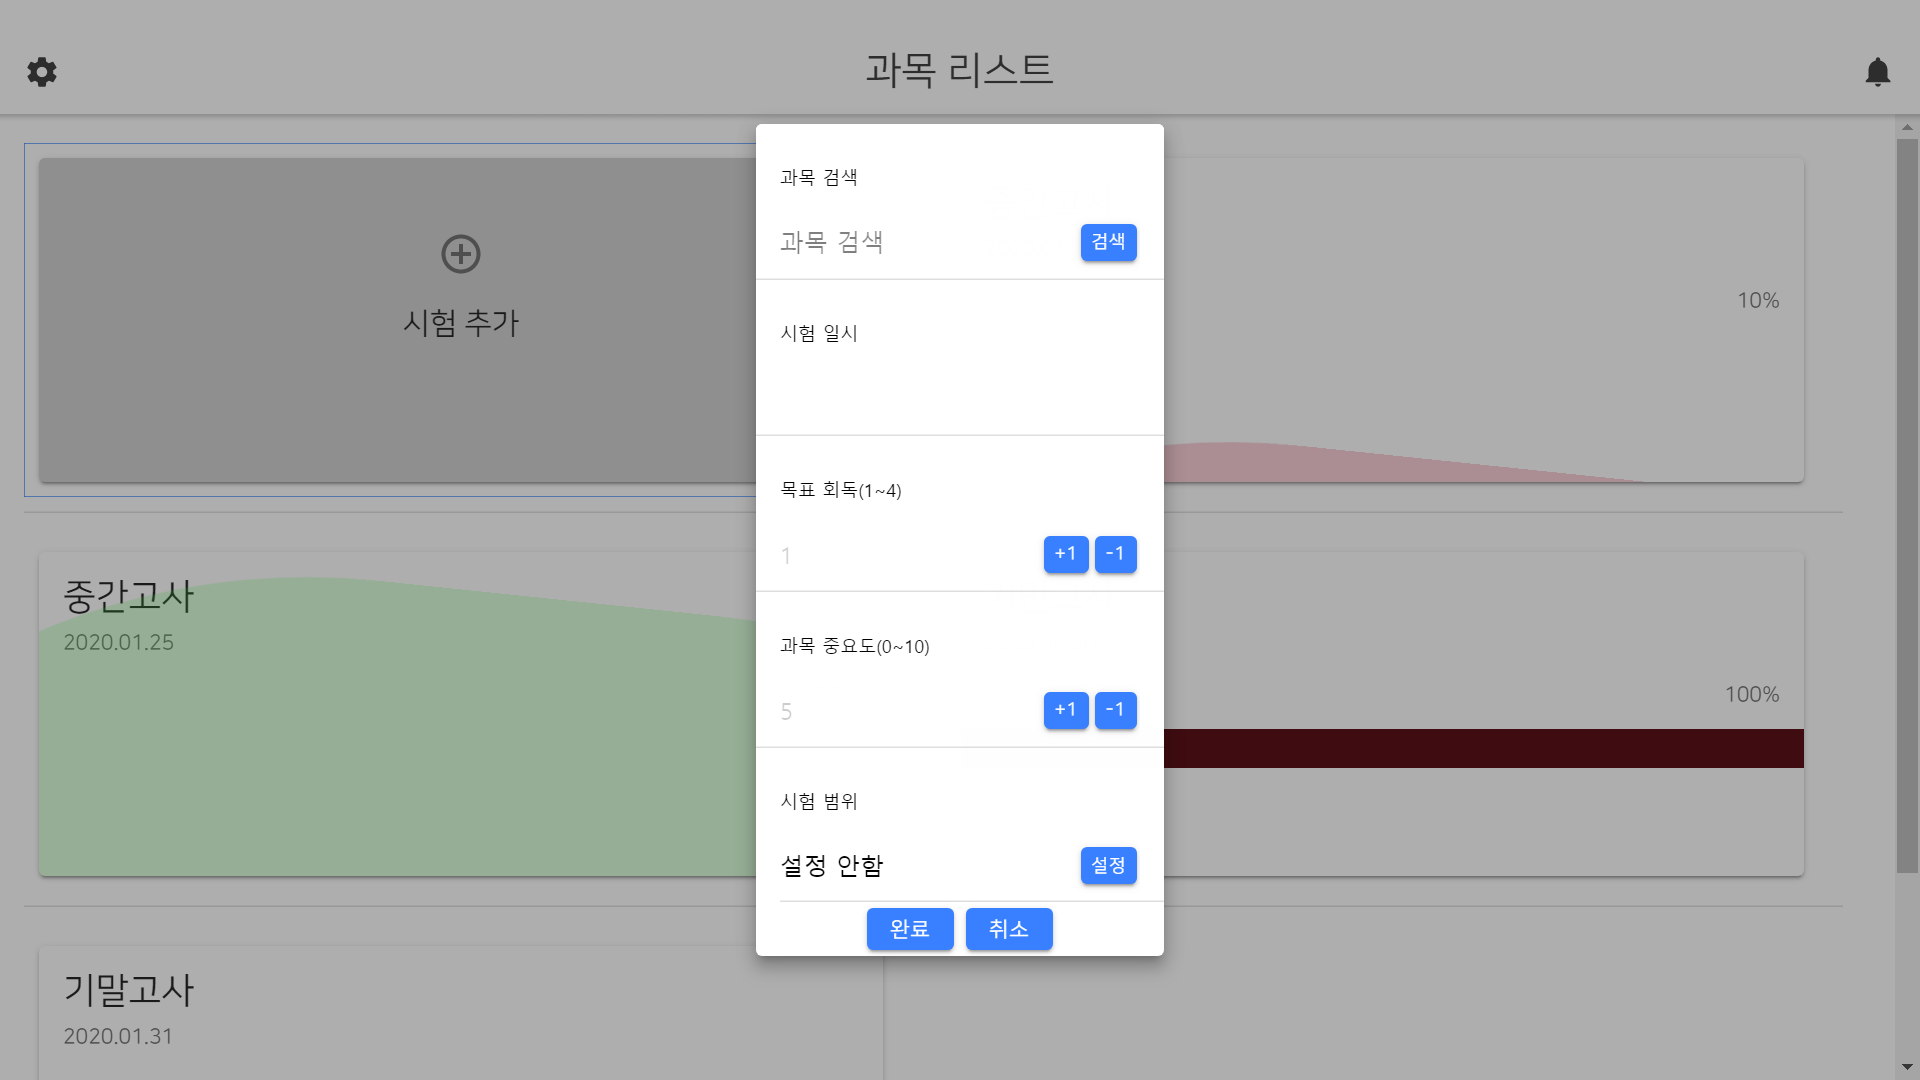 과목 리스트
과목 검색
과목 검색
검색
시험 일시
목표 회독(1~4)
1
+1
-1
과목 중요도(0~10)
5
+1
-1
시험 범위
설정 안함
설정
완료
취소
시험 추가
10%
중간고사
2020.01.25
100%
기말고사
2020.01.31